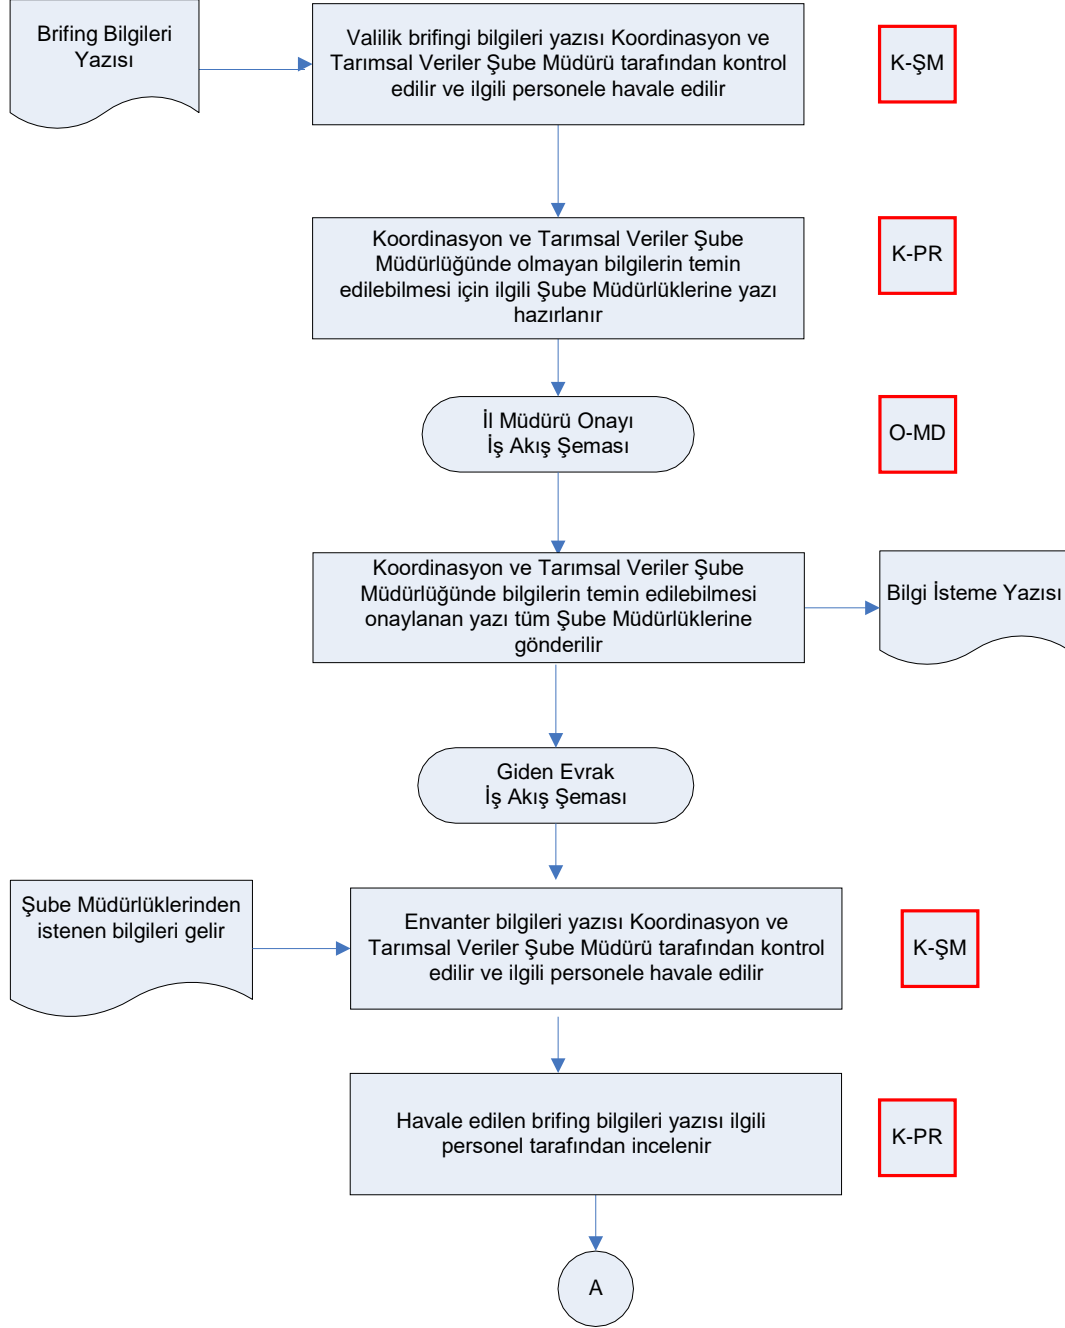 Brifing Bilgileri
Yazısı
Valilik brifingi bilgileri yazısı Koordinasyon ve
Tarımsal Veriler Şube Müdürü tarafından kontrol
edilir ve ilgili personele havale edilir
K-ŞM
Koordinasyon ve Tarımsal Veriler Şube
Müdürlüğünde olmayan bilgilerin temin
edilebilmesi için ilgili Şube Müdürlüklerine yazı
hazırlanır
K-PR
İl Müdürü Onayı
İş Akış Şeması
O-MD
Koordinasyon ve Tarımsal Veriler Şube
Müdürlüğünde bilgilerin temin edilebilmesi
onaylanan yazı tüm Şube Müdürlüklerine
gönderilir
Bilgi İsteme Yazısı
Giden Evrak
İş Akış Şeması
Şube Müdürlüklerinden
istenen bilgileri gelir
Envanter bilgileri yazısı Koordinasyon ve
Tarımsal Veriler Şube Müdürü tarafından kontrol
edilir ve ilgili personele havale edilir
K-ŞM
Havale edilen brifing bilgileri yazısı ilgili
personel tarafından incelenir
K-PR
A